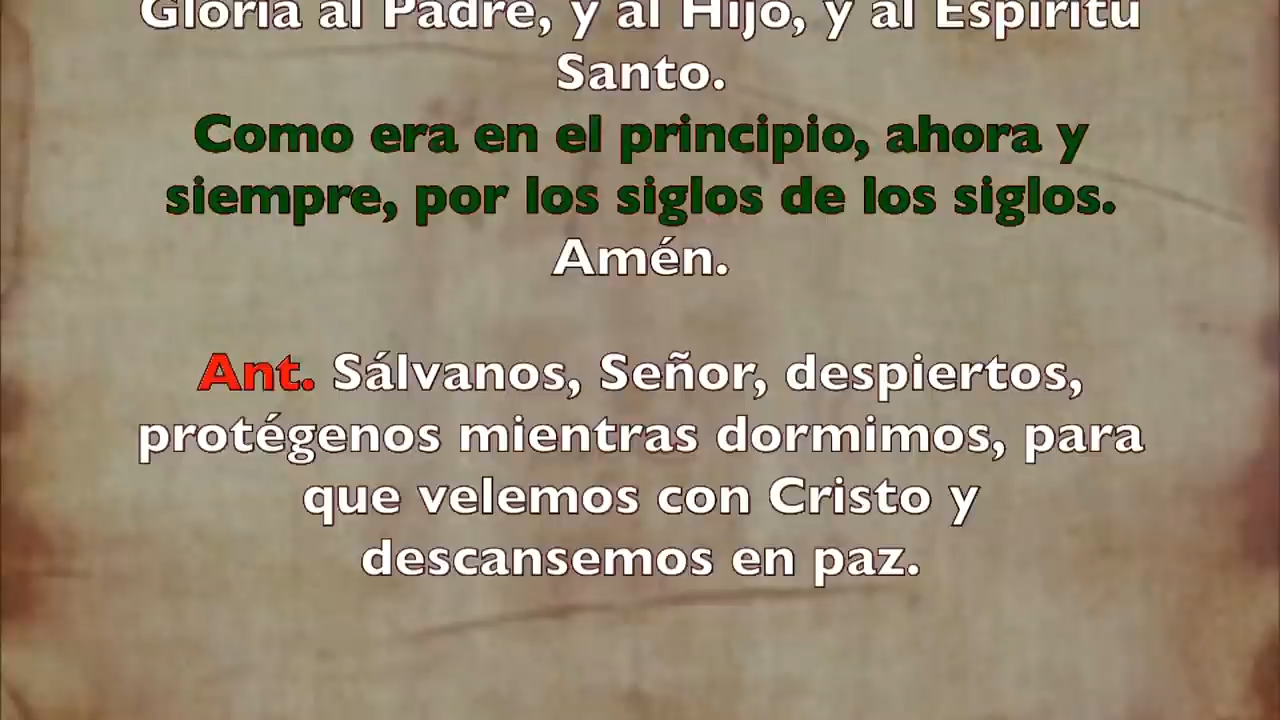 Gloria al Padre, y al Hijo, y al Espíritu
Santo.
Como era en el principio, ahora y
siempre, por los siglos de los siglos.
Amén.
Ant. Sálvanos, Señor, despiertos,
protégenos mientras dormimos, para
que velemos con Cristo y
descansemos en paz.